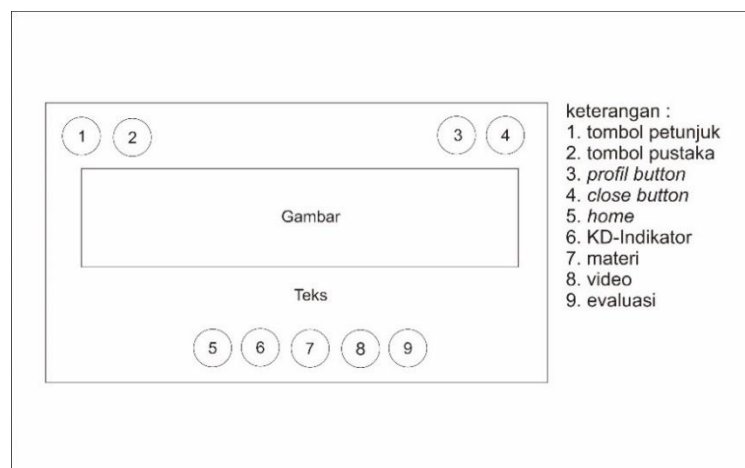 1 2 3 4
Gambar
Teks
5 6 7 8 9
keterangan :
1. tombol petunjuk
2. tombol pustaka
3. profil button
4. close button
5. home
6. KD-Indikator
7. materi
8. video
9. evaluasi